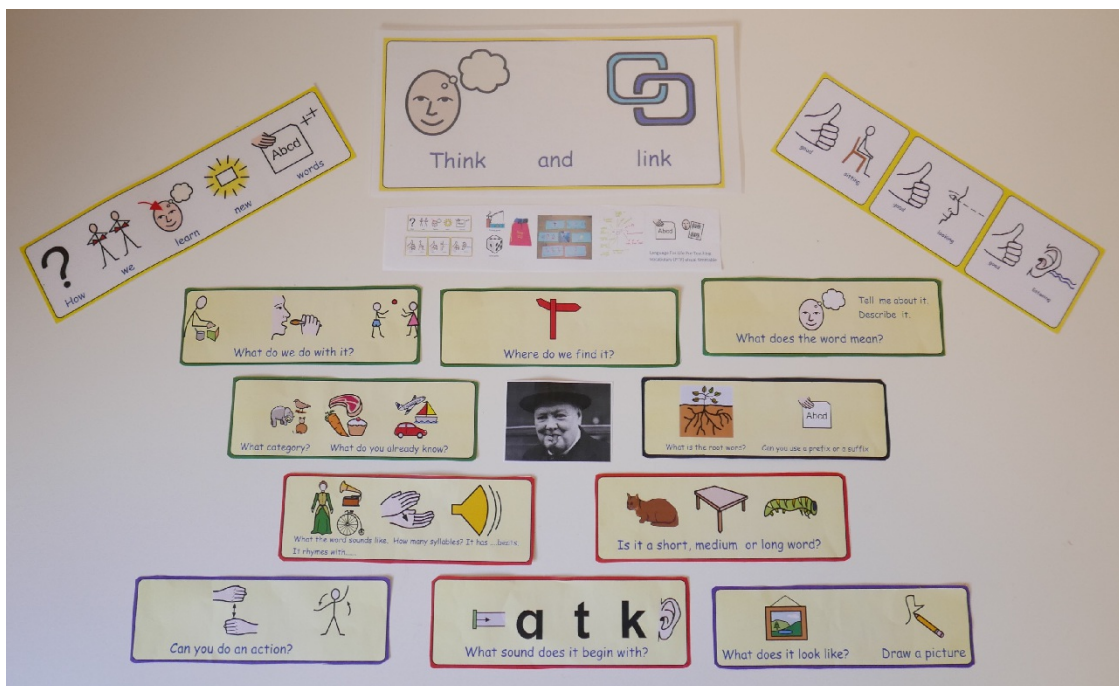 Think and link
How we learn new words
Abcd
good sitting
good looking
good listening
Abcd
What do we do with it?
Where do we find it?
Tell me about it.
Describe it.
What does the word mean?
What category? What do you already know?
What is the root word? Can you use a prefix or a suffix
Abcd
What the word sounds like. How many syllables? It has ....beats
It rhymes with.....
Is it a short, medium or long word?
Can you do an action?
a t k
What sound does it begin with?
What does it look like? Draw a picture